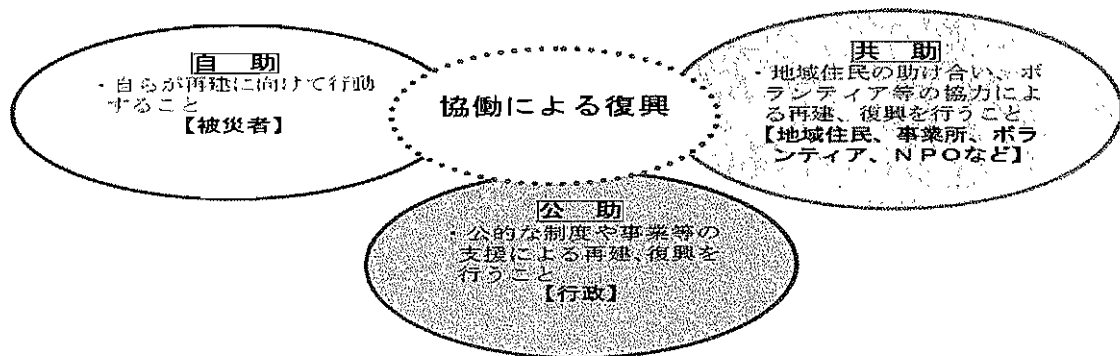 自 助
・自らが再建に向けて行動
すること
【被災者】
協働による復興
共 助
・地域住民の助け合い、ボ
ランティア等の協力によ
る再建、復興を行うこと
【地域住民、事業所、ボラ
ンティア、NPOなど】
公 助
・公的な制度や事業等の
支援による再建、復興を
行うこと
【行政】